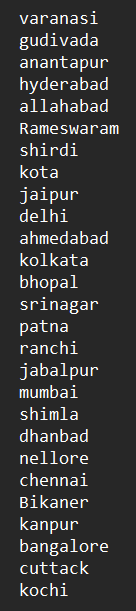 varanasi
gudivada
anantapur
hyderabad
allahabad
Rameswaram
shirdi
kota
jaipur
delhi
ahmedabad
kolkata
bhopal
srinagar
patna
ranchi
jabalpur
mumbai
shimla
dhanbad
nellore
chennai
Bikaner
kanpur
bangalore
cuttack
kochi